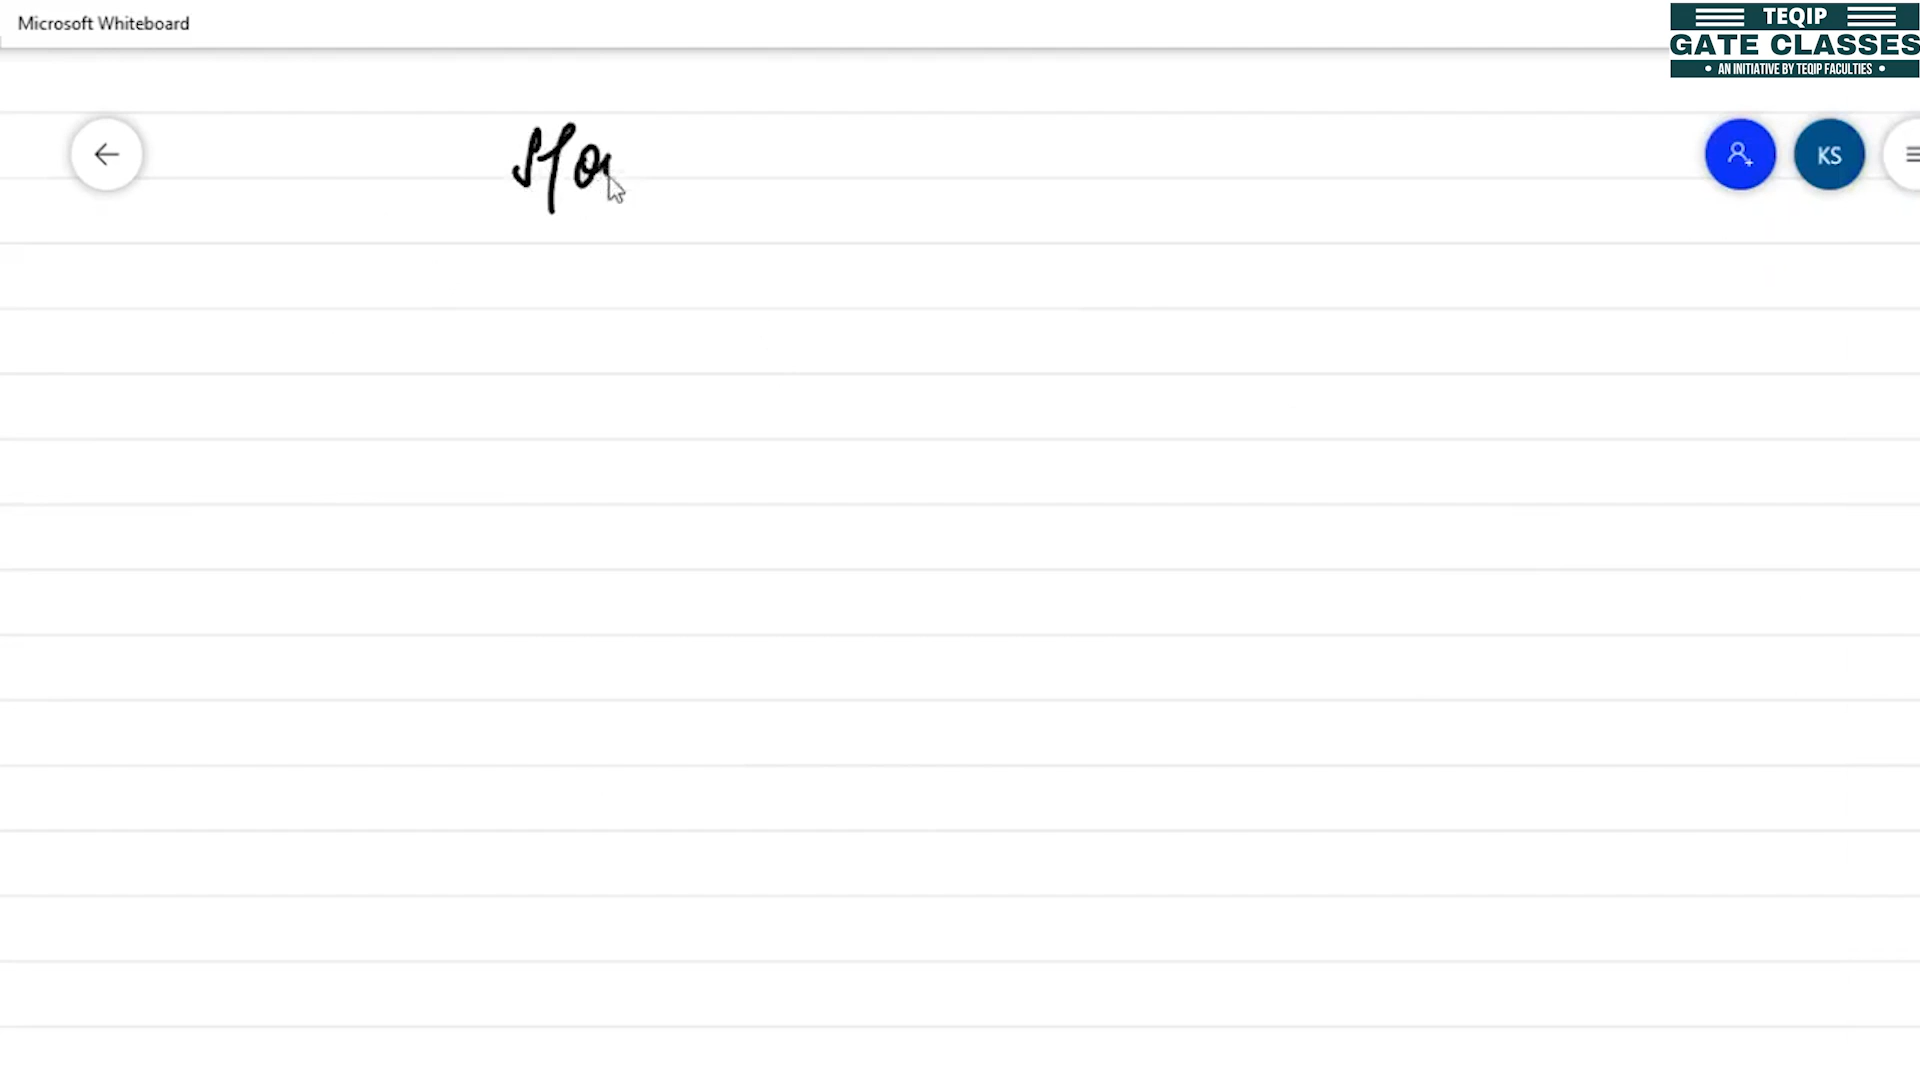 Microsoft Whiteboard
TEQIP
GATE CLASSES
• AN INITIATIVE BY TEQIP FACULTIES •
KS